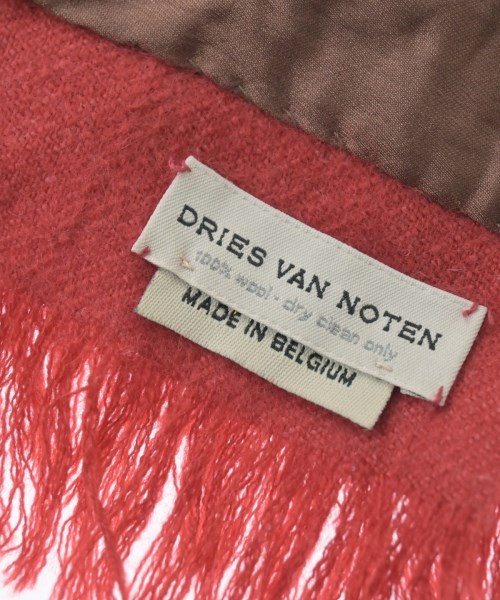 DRIES VAN NOTEN
100% wool - dry clean only
MADE IN BELGIUM